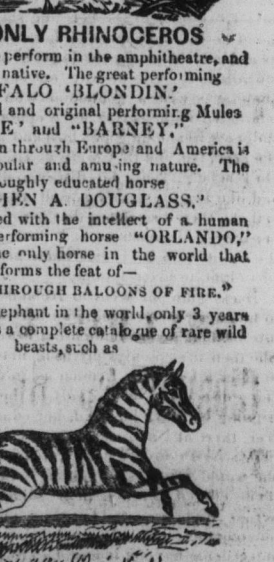 ONLY RHINOCEROS
perform in the amphitheatre, and
native. The great performing
FALO 'BLONDIN.'
d and original performing Mules
E' and "BARNEY."
n through Europe and America is
pular and amusing nature. The
oughly educated horse
HEN A. DOUGLASS,"
ed with the intellect of a human
erforming horse "ORLANDO,"
e only horse in the world that
forms the feat of—
HROUGH BALOONS OF FIRE."
ephant in the world, only 3 years
s a complete catalogue of rare wild
beasts, such as